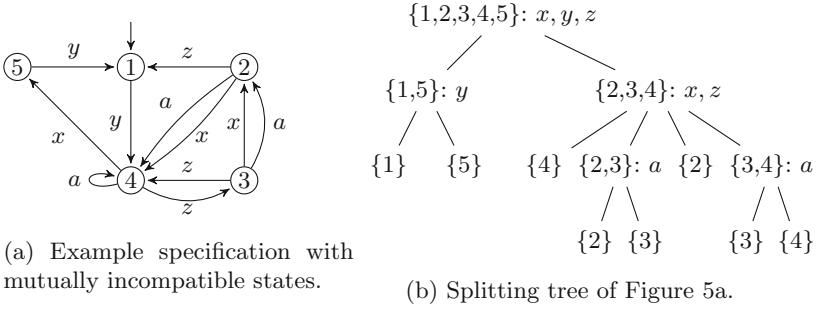 5
y
1
z
2
y
a
x
x
a
x
a
4
z
3
z
(a) Example specification with
mutually incompatible states.
{1,2,3,4,5}: x, y, z
{1,5}: y
{2,3,4}: x, z
{1}
{5}
{4}
{2,3}: a
{2}
{3,4}: a
{2}
{3}
{3}
{4}
(b) Splitting tree of Figure 5a.